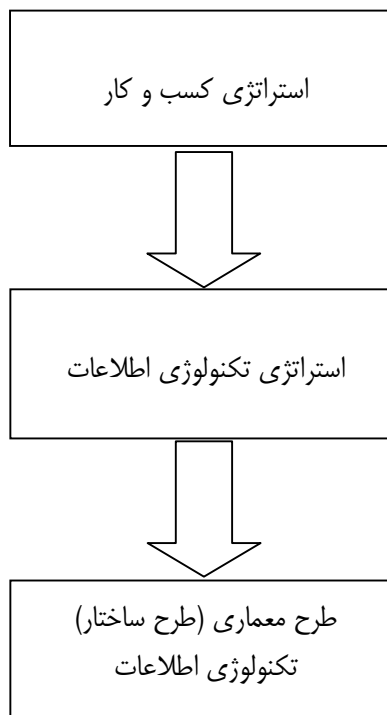 استراتژی کسب و کار
استراتژی تکنولوژی اطلاعات
طرح معماری (طرح ساختار)
تکنولوژی اطلاعات